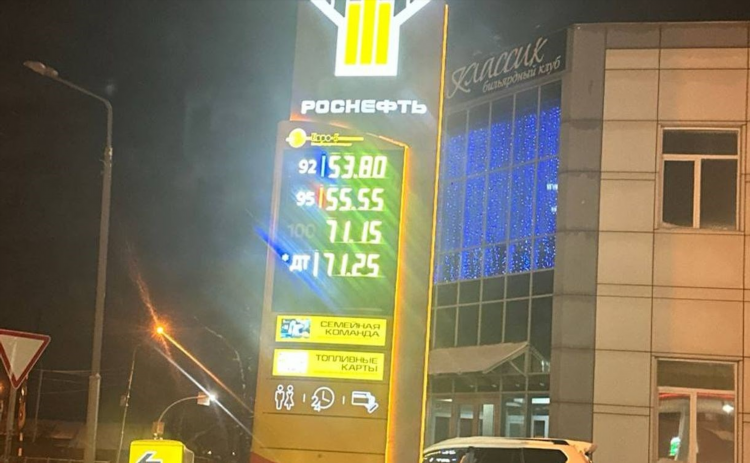 Классик
бильярдный клуб
РОСНЕФТЬ
92 53.80
95 55.55
100 71.15
*ДТ 71.25
СЕМЕЙНАЯ
КОМАНДА
ТОПЛИВНЫЕ
КАРТЫ
24